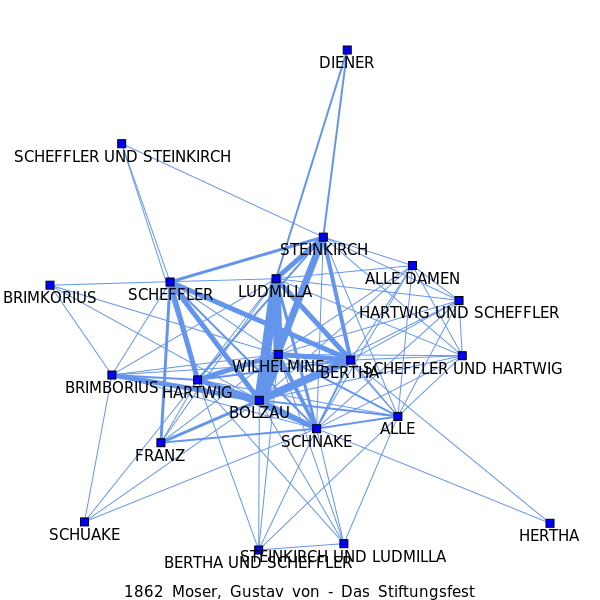 DIENER
SCHEFFLER UND STEINKIRCH
STEINKIRCH
ALLE DAMEN
BRIMKORIUS
SCHEFFLER
LUDMILLA
HARTWIG UND SCHEFFLER
WILHELMINE
BERTHA
SCHEFFLER UND HARTWIG
BRIMBORIUS
HARTWIG
BOLZAU
ALLE
SCHNAKE
FRANZ
SCHUAKE
HERTHA
STEINKIRCH UND LUDMILLA
BERTHA UND SCHEFFLER
1862 Moser, Gustav von - Das Stiftungsfest